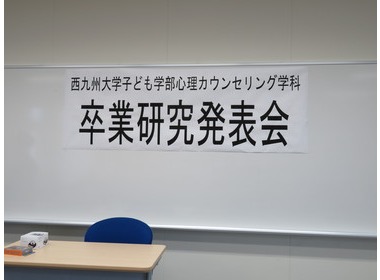 西九州大学子ども学部心理カウンセリング学科
卒業研究発表会